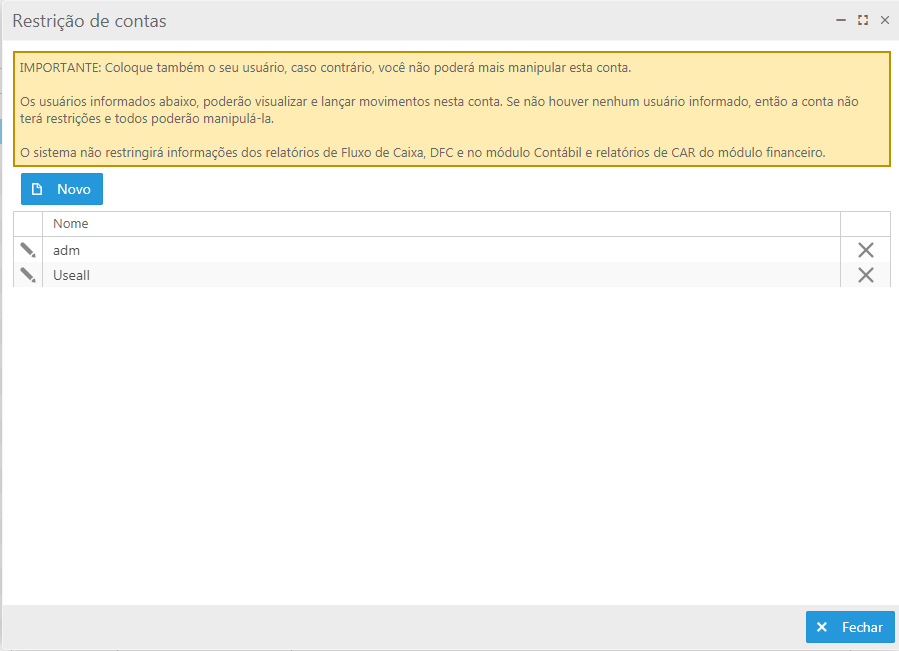 Restrição de contas
IMPORTANTE: Coloque também o seu usuário, caso contrário, você não poderá mais manipular esta conta.
Os usuários informados abaixo, poderão visualizar e lançar movimentos nesta conta. Se não houver nenhum usuário informado, então a conta não
terá restrições e todos poderão manipulá-la.
O sistema não restringirá informações dos relatórios de Fluxo de Caixa, DFC e no módulo Contábil e relatórios de CAR do módulo financeiro.
Novo
Nome
adm
Useall
Fechar